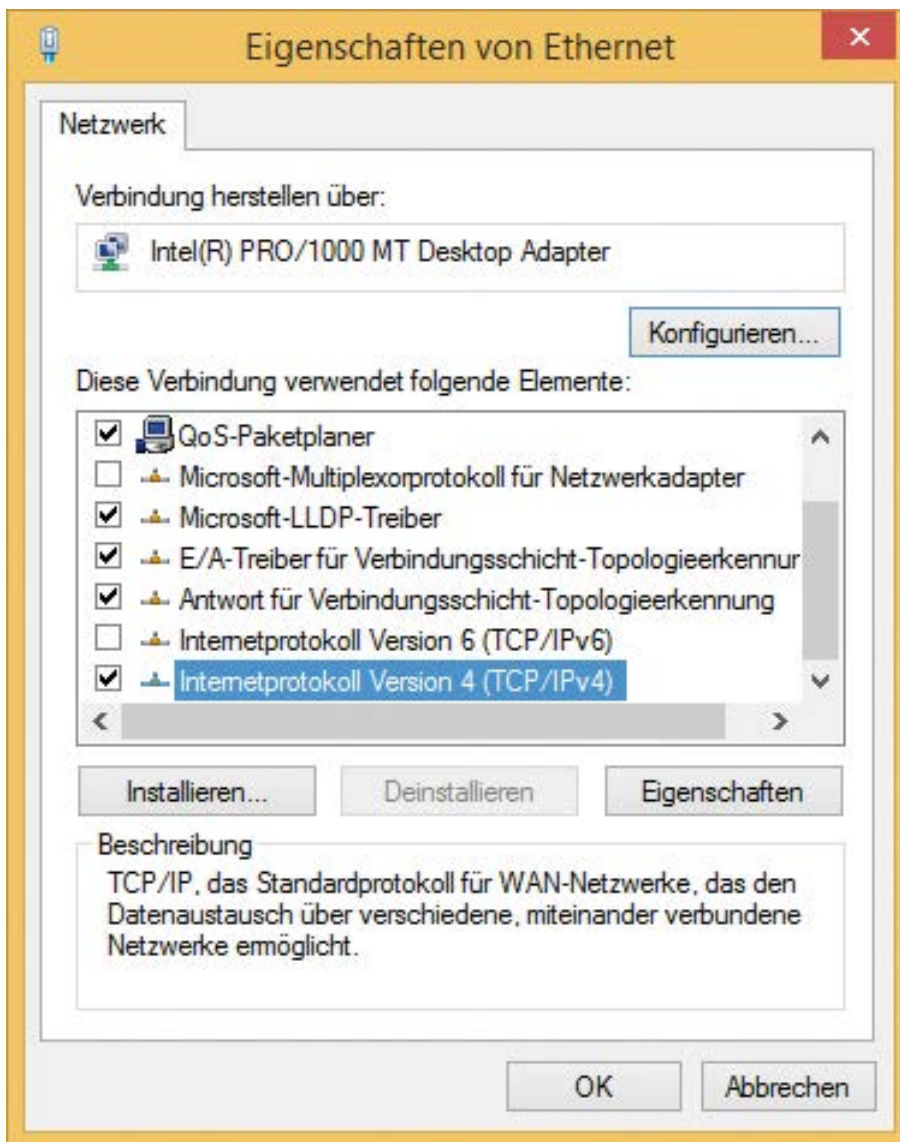 Eigenschaften von Ethernet
Netzwerk
Verbindung herstellen über:
Intel(R) PRO/1000 MT Desktop Adapter
Konfigurieren...
Diese Verbindung verwendet folgende Elemente:
QoS-Paketplaner
Microsoft-Multiplexorprotokoll für Netzwerkadapter
Microsoft-LLDP-Treiber
E/A-Treiber für Verbindungsschicht-Topologieerkennur
Antwort für Verbindungsschicht-Topologieerkennung
Internetprotokoll Version 6 (TCP/IPv6)
Internetprotokoll Version 4 (TCP/IPv4)
Installieren...
Deinstallieren
Eigenschaften
Beschreibung
TCP/IP, das Standardprotokoll für WAN-Netzwerke, das den
Datenaustausch über verschiedene, miteinander verbundene
Netzwerke ermöglicht.
OK
Abbrechen